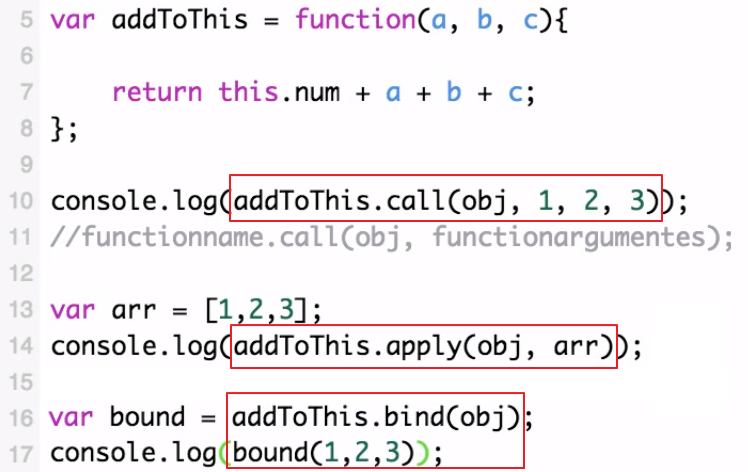 5 var addToThis = function(a, b, c){
6
7 return this.num + a + b + c;
8 };
9
10 console.log(addToThis.call(obj, 1, 2, 3));
11 //functionname.call(obj, functionargumentes);
12
13 var arr = [1,2,3];
14 console.log(addToThis.apply(obj, arr));
15
16 var bound = addToThis.bind(obj);
17 console.log(bound(1,2,3));